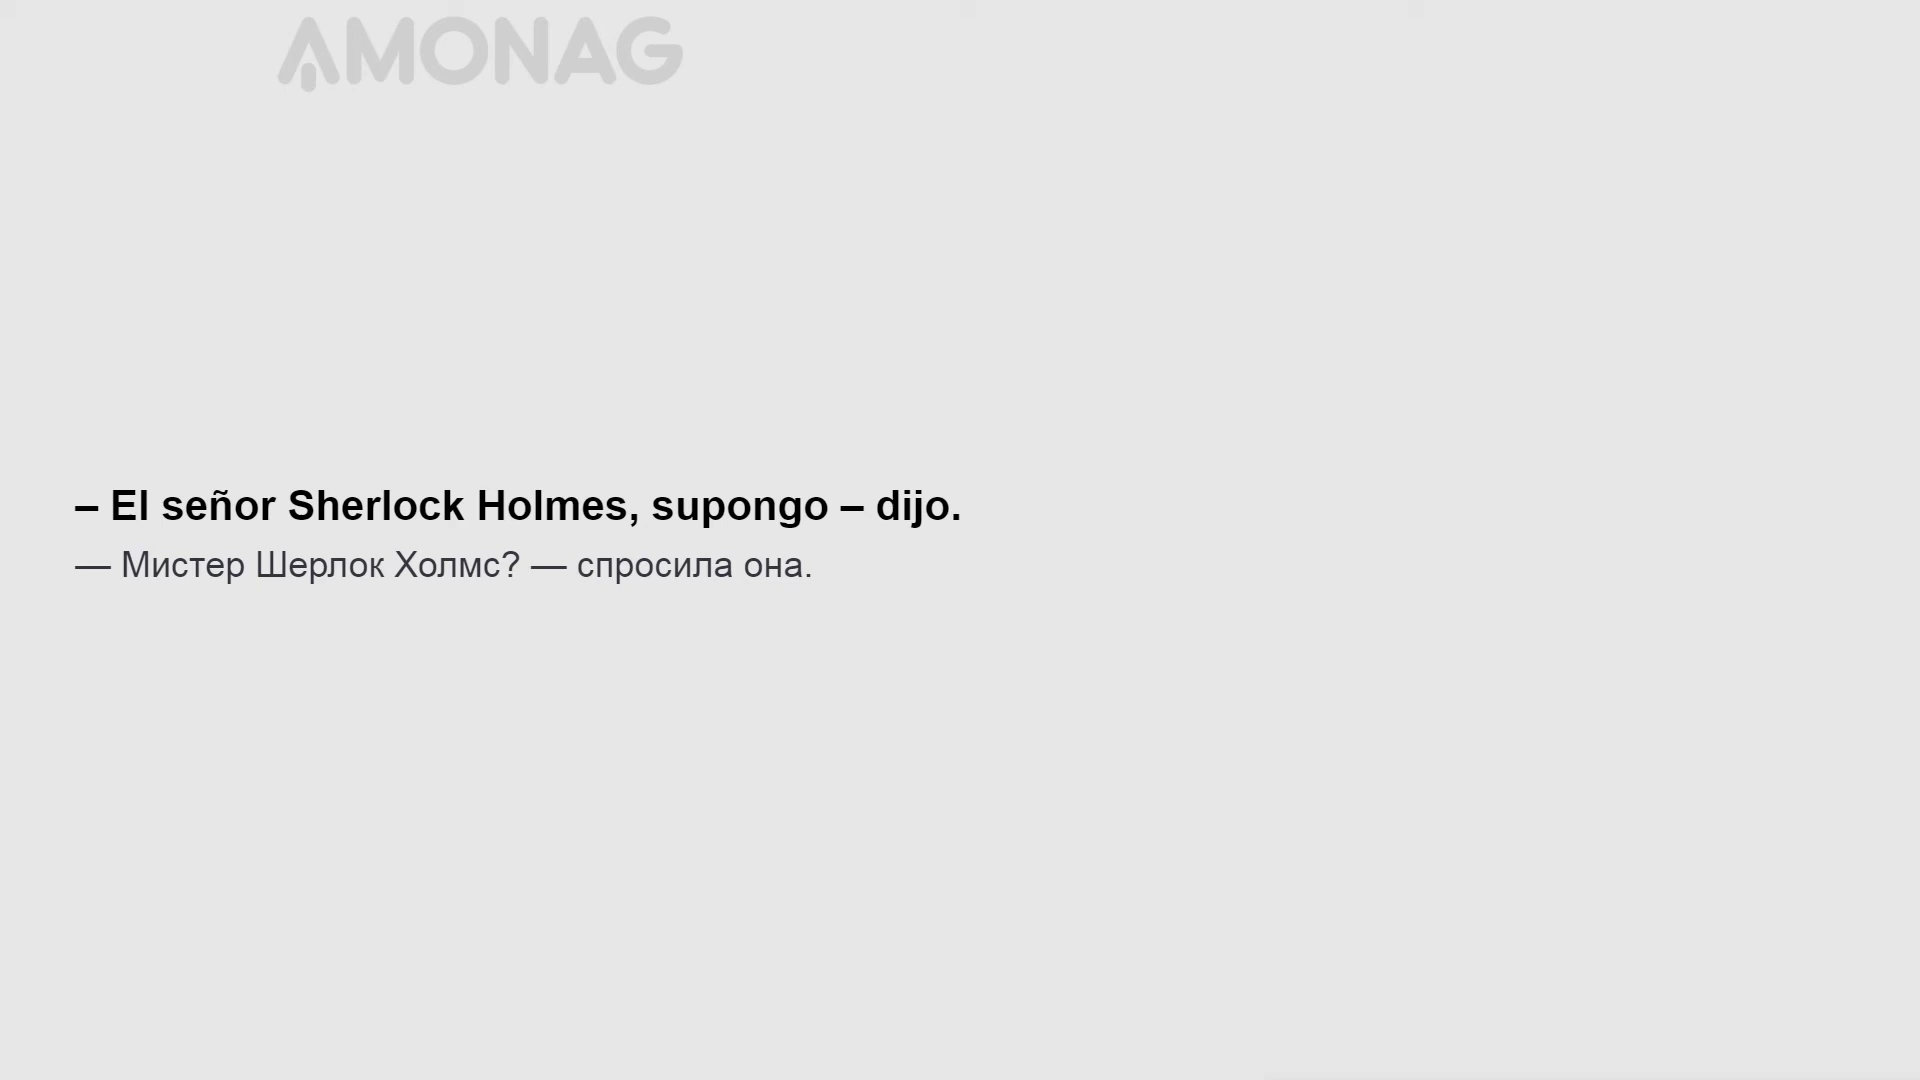 AMONAG
– El señor Sherlock Holmes, supongo – dijo.
— Мистер Шерлок Холмс? — спросила она.